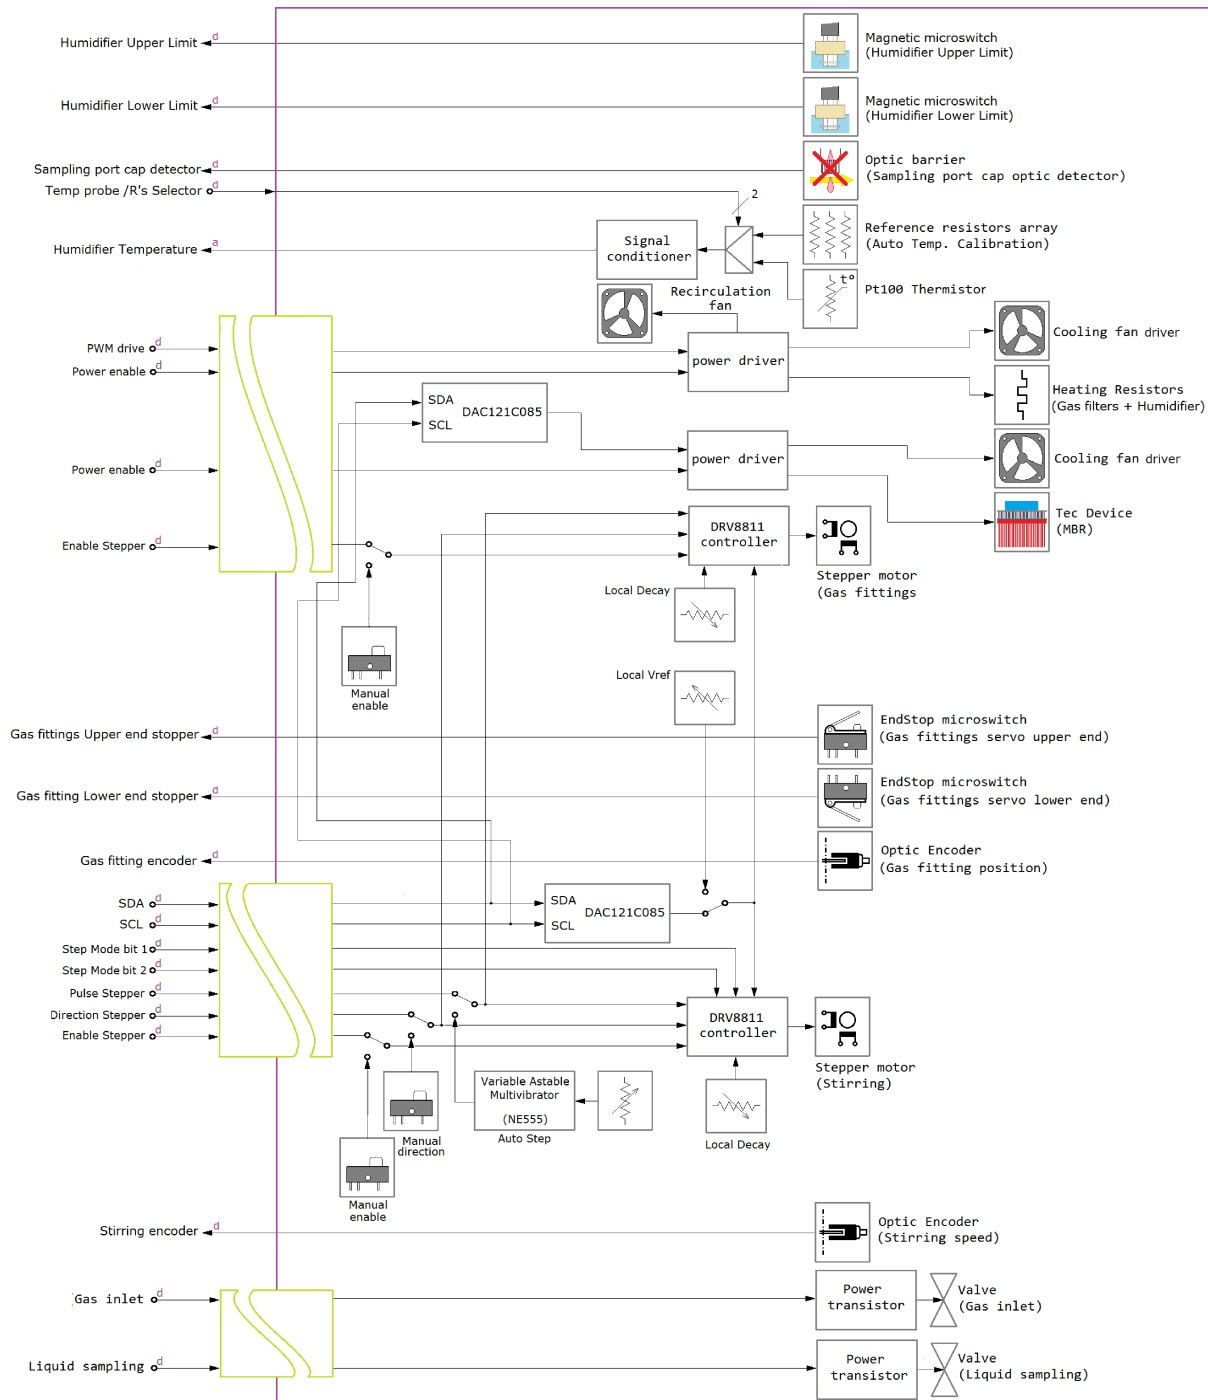 Humidifier Upper Limit
d
Magnetic microswitch
(Humidifier Upper Limit)
Humidifier Lower Limit
d
Magnetic microswitch
(Humidifier Lower Limit)
Sampling port cap detector
d
Optic barrier
(Sampling port cap optic detector)
Temp probe /R's Selector
d
2
Reference resistors array
(Auto Temp. Calibration)
Humidifier Temperature
a
Signal
conditioner
t°
Pt100 Thermistor
Recirculation
fan
Cooling fan driver
PWM drive
d
Power enable
d
power driver
Heating Resistors
(Gas filters + Humidifier)
SDA
SCL
DAC121C085
Power enable
d
power driver
Cooling fan driver
Tec Device
(MBR)
Enable Stepper
d
DRV8811
controller
Stepper motor
(Gas fittings
Local Decay
Local Vref
Manual
enable
Gas fittings Upper end stopper
d
EndStop microswitch
(Gas fittings servo upper end)
Gas fitting Lower end stopper
d
EndStop microswitch
(Gas fittings servo lower end)
Gas fitting encoder
d
Optic Encoder
(Gas fitting position)
SDA
d
SCL
d
SDA
SCL
DAC121C085
Step Mode bit 1
d
Step Mode bit 2
d
Pulse Stepper
d
Direction Stepper
d
Enable Stepper
d
DRV8811
controller
Stepper motor
(Stirring)
Variable Astable
Multivibrator
(NE555)
Auto Step
Local Decay
Manual
direction
Manual
enable
Stirring encoder
d
Optic Encoder
(Stirring speed)
Gas inlet
d
Power
transistor
Valve
(Gas inlet)
Liquid sampling
d
Power
transistor
Valve
(Liquid sampling)